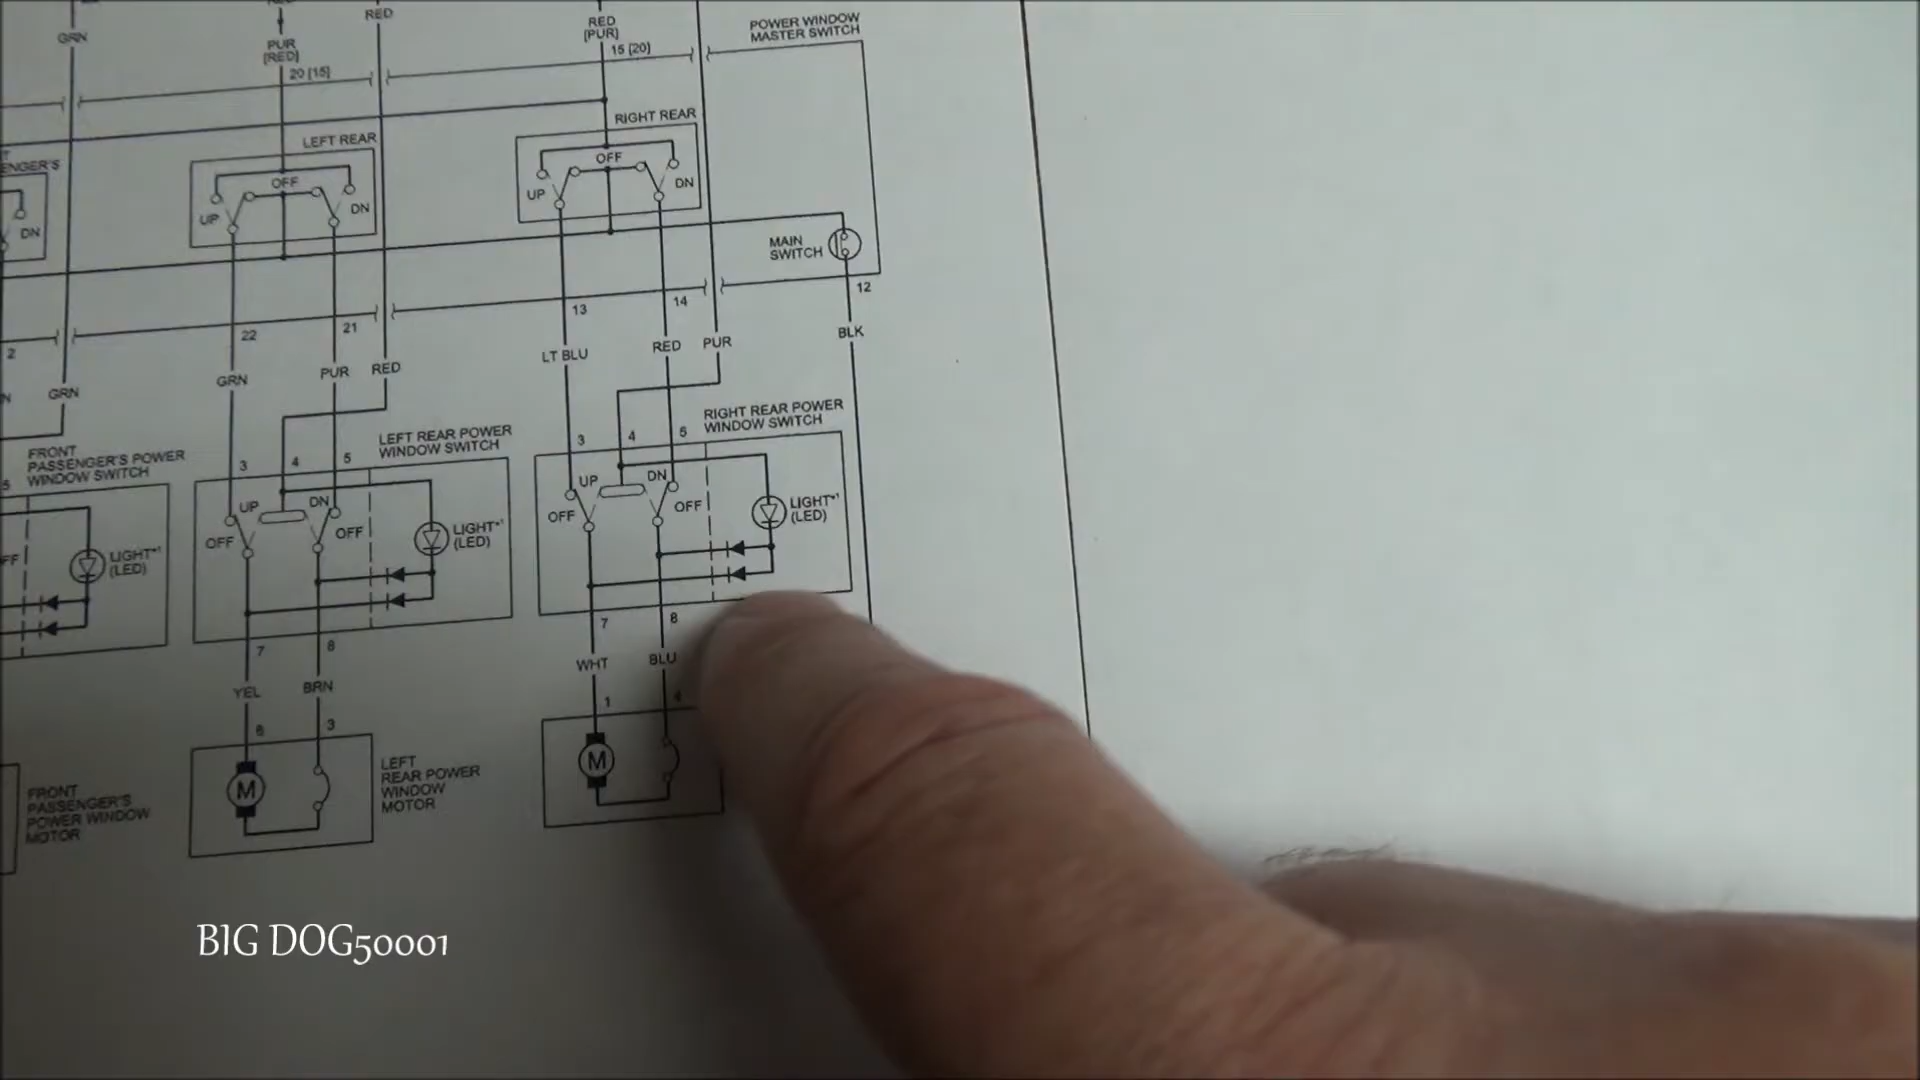 GRN
PUR
[RED]
20 [15]
RED
RED
[PUR]
15 [20]
POWER WINDOW
MASTER SWITCH
LEFT REAR
OFF
UP
DN
RIGHT REAR
OFF
UP
DN
DN
MAIN
SWITCH
12
BLK
2
22
21
13
14
GRN
GRN
PUR
RED
LT BLU
RED
PUR
FRONT
PASSENGER'S POWER
WINDOW SWITCH
5
LIGHT*1
(LED)
LEFT REAR POWER
WINDOW SWITCH
3
4
5
UP
DN
OFF
OFF
LIGHT*1
(LED)
7
8
RIGHT REAR POWER
WINDOW SWITCH
3
4
5
UP
DN
OFF
OFF
LIGHT*1
(LED)
7
8
YEL
BRN
WHT
BLU
6
3
1
4
M
LEFT
REAR POWER
WINDOW
MOTOR
M
FRONT
PASSENGER'S
POWER WINDOW
MOTOR
BIG DOG50001